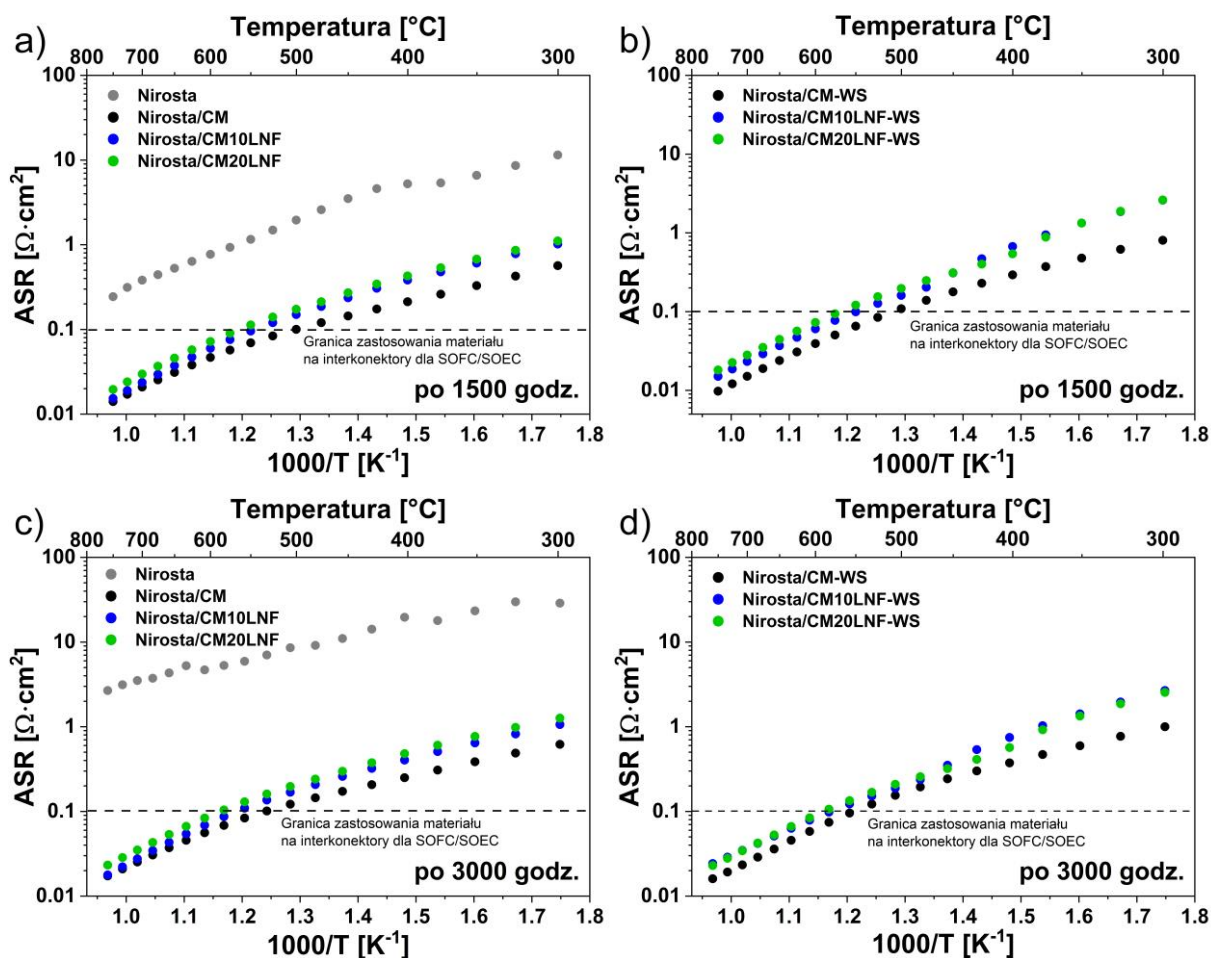 a)
Temperatura [°C]
800 700 600 500 400 300
100
10
1
0.1
0.01
ASR [Ω·cm²]
Nirosta
Nirosta/CM
Nirosta/CM10LNF
Nirosta/CM20LNF
Granica zastosowania materiału
na interkonektory dla SOFC/SOEC
po 1500 godz.
1.0 1.1 1.2 1.3 1.4 1.5 1.6 1.7 1.8
1000/T [K⁻¹]
b)
Temperatura [°C]
800 700 600 500 400 300
100
10
1
0.1
0.01
ASR [Ω·cm²]
Nirosta/CM-WS
Nirosta/CM10LNF-WS
Nirosta/CM20LNF-WS
Granica zastosowania materiału
na interkonektory dla SOFC/SOEC
po 1500 godz.
1.0 1.1 1.2 1.3 1.4 1.5 1.6 1.7 1.8
1000/T [K⁻¹]
c)
Temperatura [°C]
800 700 600 500 400 300
100
10
1
0.1
0.01
ASR [Ω·cm²]
Nirosta
Nirosta/CM
Nirosta/CM10LNF
Nirosta/CM20LNF
Granica zastosowania materiału
na interkonektory dla SOFC/SOEC
po 3000 godz.
1.0 1.1 1.2 1.3 1.4 1.5 1.6 1.7 1.8
1000/T [K⁻¹]
d)
Temperatura [°C]
800 700 600 500 400 300
100
10
1
0.1
0.01
ASR [Ω·cm²]
Nirosta/CM-WS
Nirosta/CM10LNF-WS
Nirosta/CM20LNF-WS
Granica zastosowania materiału
na interkonektory dla SOFC/SOEC
po 3000 godz.
1.0 1.1 1.2 1.3 1.4 1.5 1.6 1.7 1.8
1000/T [K⁻¹]